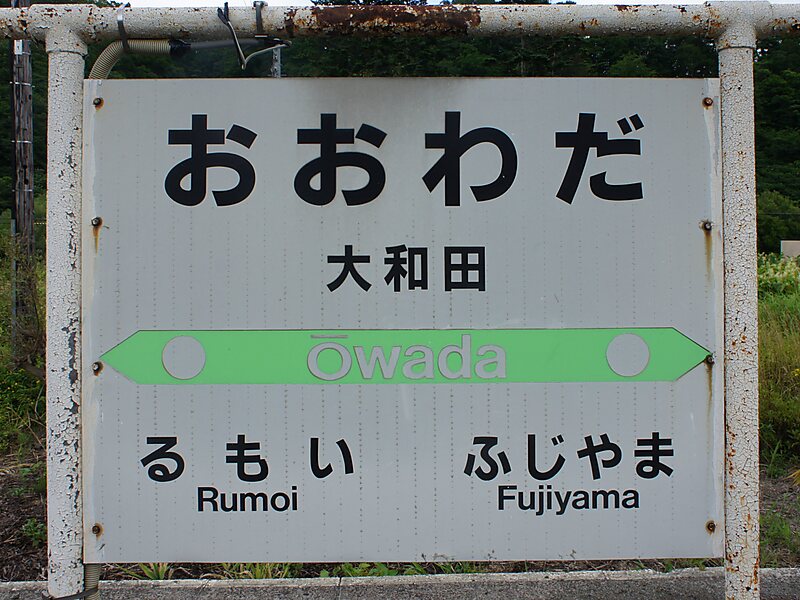 おおわだ
大和田
Ōwada
るもい ふじやま
Rumoi Fujiyama